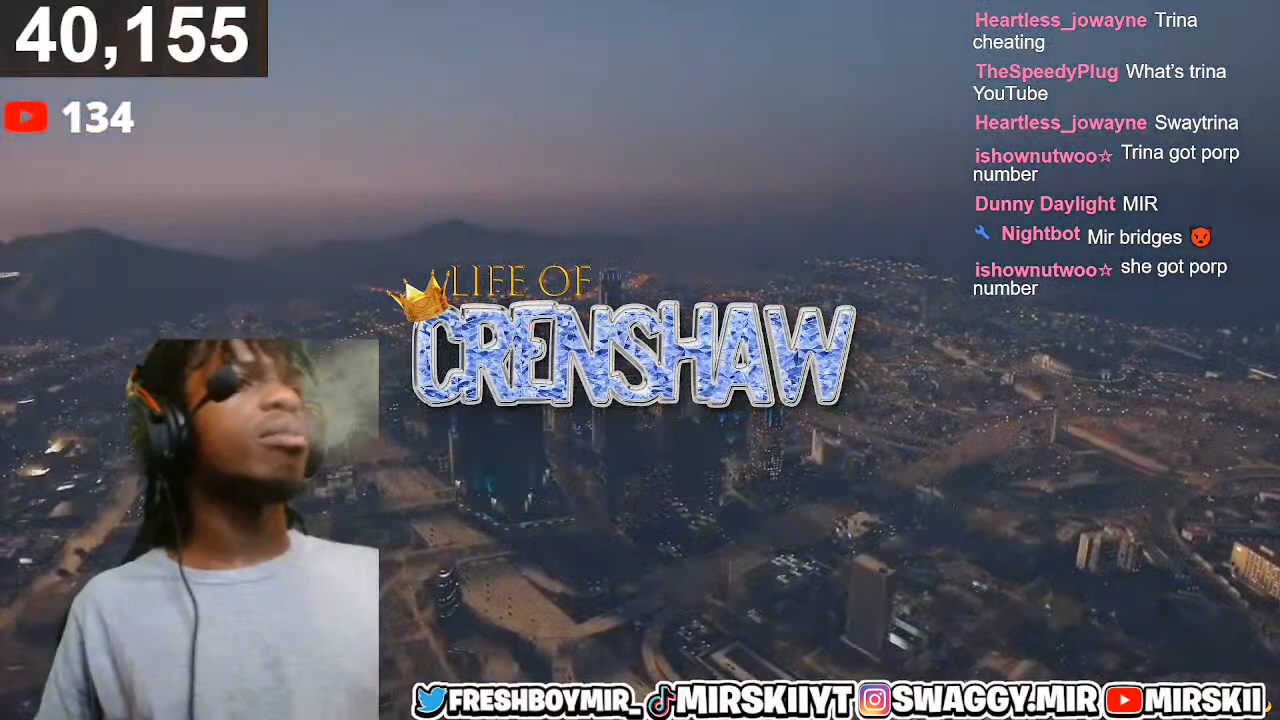 40,155
134
Heartless_jowayne Trina
cheating
TheSpeedyPlug What’s trina
YouTube
Heartless_jowayne Swaytrina
ishownutwoo☆ Trina got porp
number
Dunny Daylight MIR
Nightbot Mir bridges 👿
ishownutwoo☆ she got porp
number
LIFE OF
CRENSHAW
FRESHBOYMIR_ MIRSKIIYT SWAGGY.MIR MIRSKII